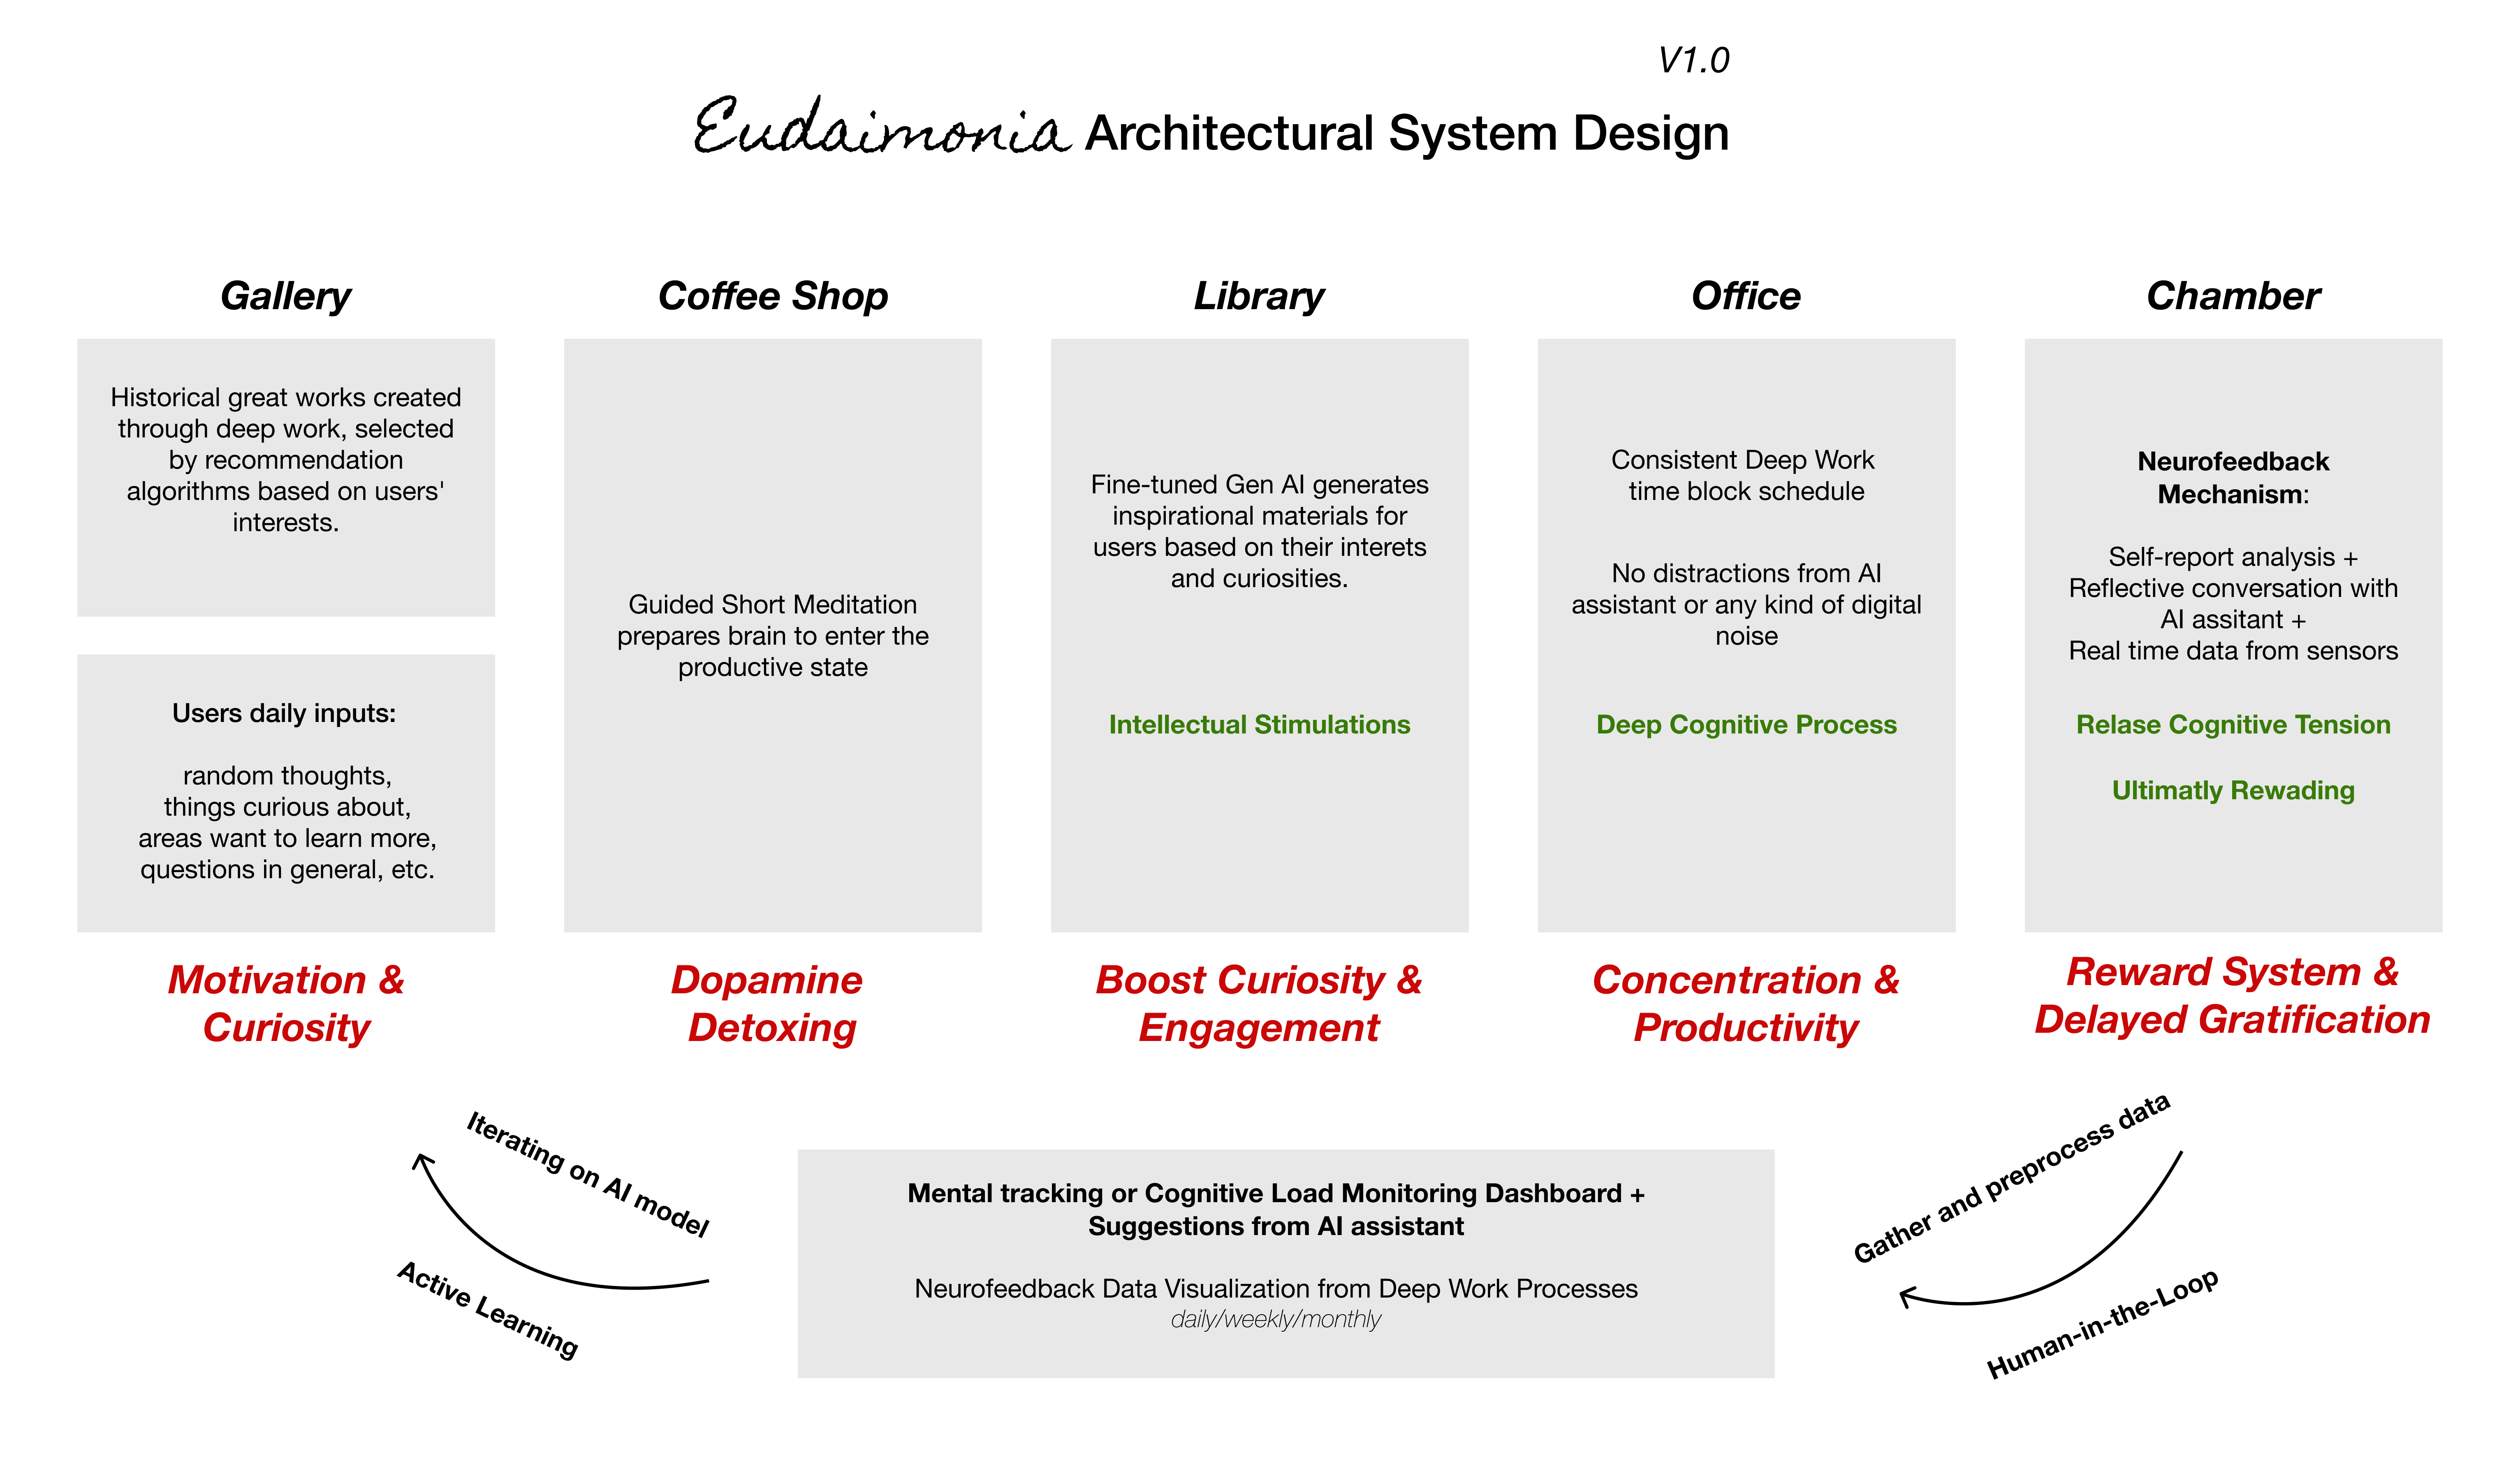 V1.0
Eudaimonia Architectural System Design
Gallery
Historical great works created
through deep work, selected
by recommendation
algorithms based on users'
interests.
Users daily inputs:
random thoughts,
things curious about,
areas want to learn more,
questions in general, etc.
Motivation &
Curiosity
Coffee Shop
Guided Short Meditation
prepares brain to enter the
productive state
Dopamine
Detoxing
Library
Fine-tuned Gen AI generates
inspirational materials for
users based on their interets
and curiosities.
Intellectual Stimulations
Boost Curiosity &
Engagement
Office
Consistent Deep Work
time block schedule
No distractions from AI
assistant or any kind of digital
noise
Deep Cognitive Process
Concentration &
Productivity
Chamber
Neurofeedback
Mechanism:
Self-report analysis +
Reflective conversation with
AI assitant +
Real time data from sensors
Relase Cognitive Tension
Ultimatly Rewading
Reward System &
Delayed Gratification
Iterating on AI model
Active Learning
Mental tracking or Cognitive Load Monitoring Dashboard +
Suggestions from AI assistant
Neurofeedback Data Visualization from Deep Work Processes
daily/weekly/monthly
Gather and preprocess data
Human-in-the-Loop